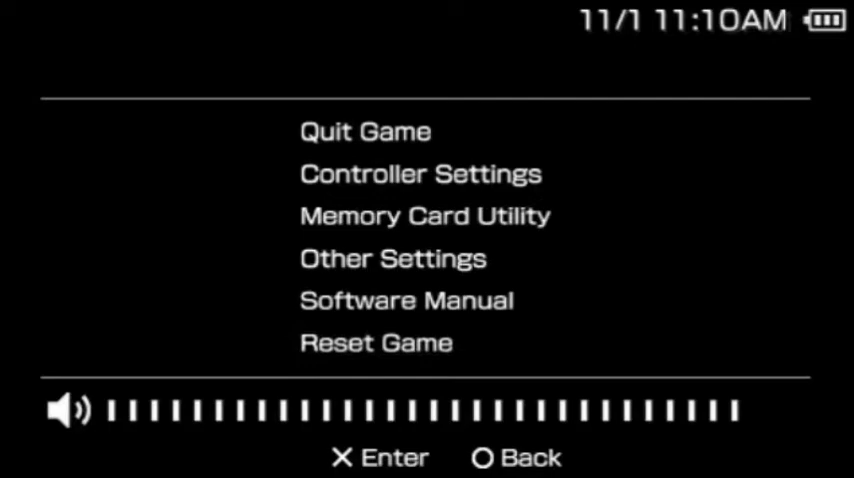 11/1 11:10AM
Quit Game
Controller Settings
Memory Card Utility
Other Settings
Software Manual
Reset Game
Enter Back